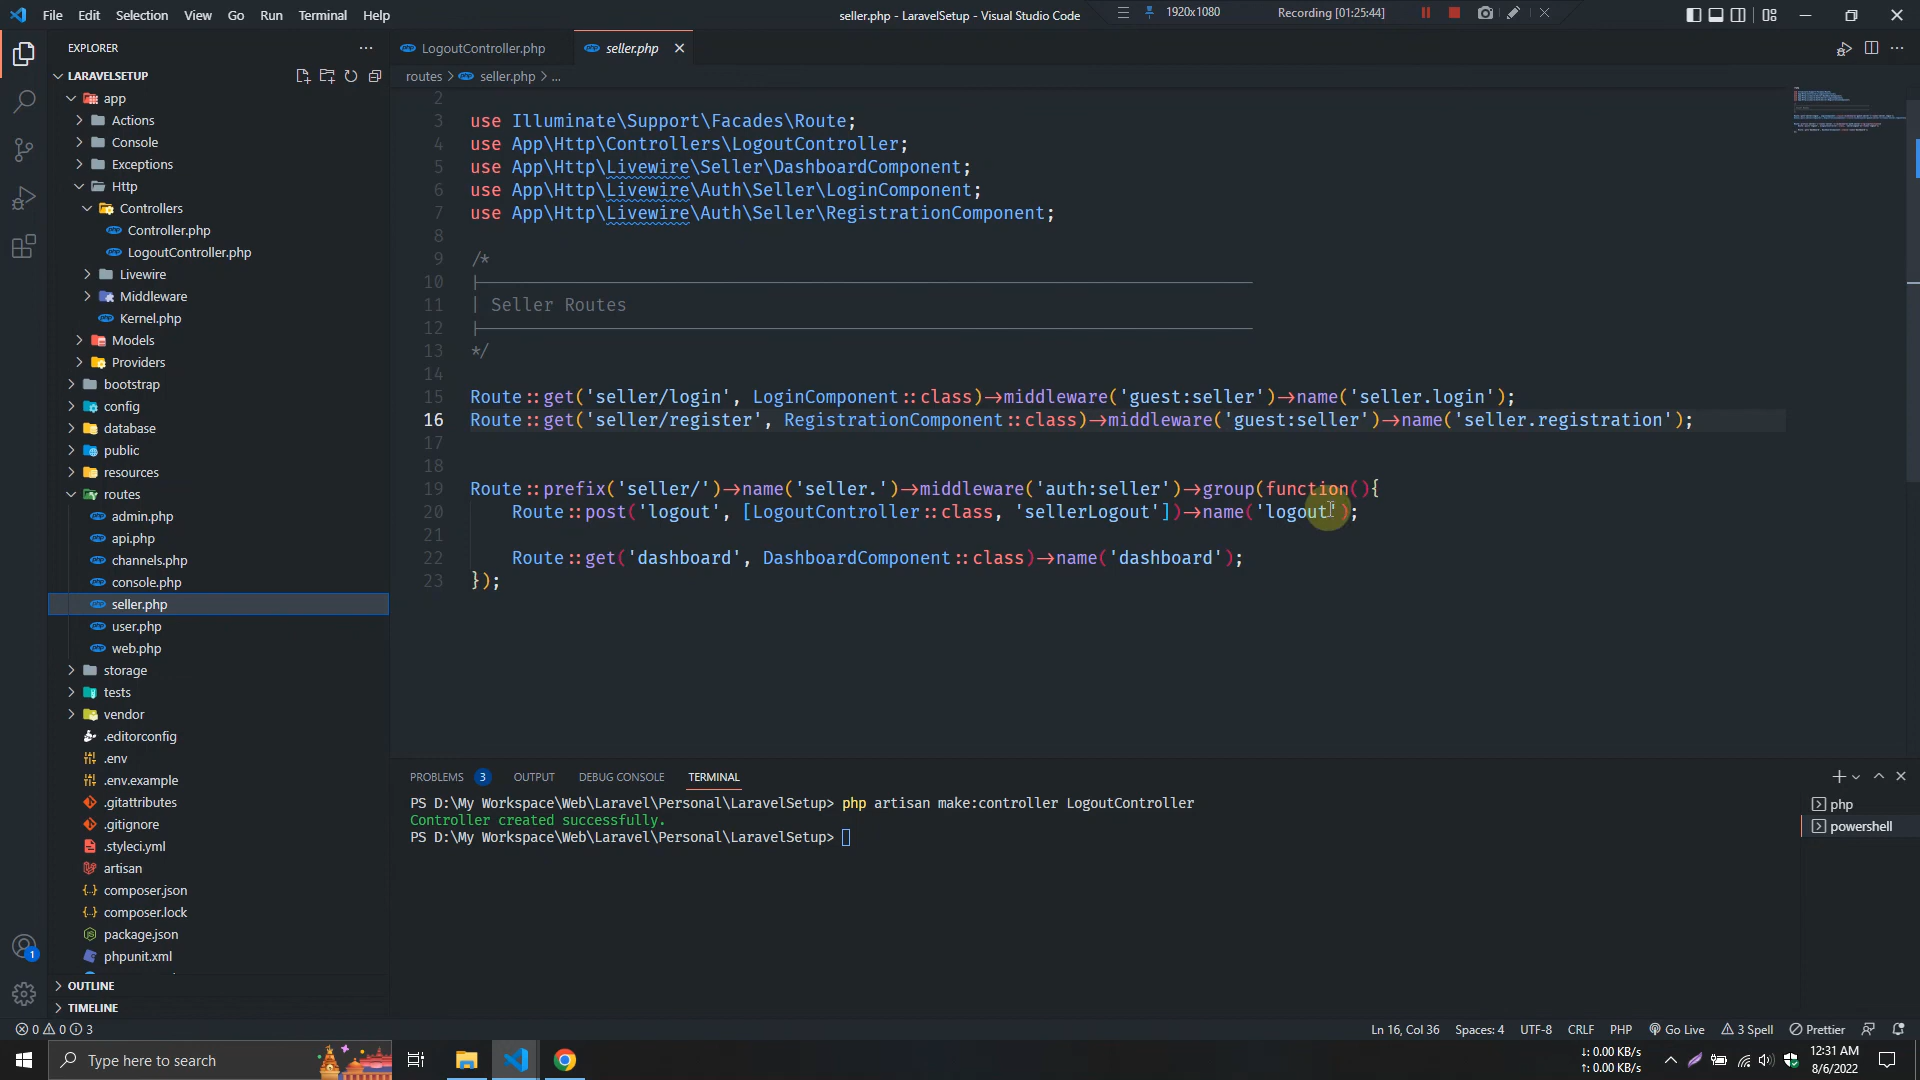 File Edit Selection View Go Run Terminal Help
seller.php - LaravelSetup - Visual Studio Code
1920x1080
Recording [01:25:44]
EXPLORER
LARAVELSETUP
app
Actions
Console
Exceptions
Http
Controllers
Controller.php
LogoutController.php
Livewire
Middleware
Kernel.php
Models
Providers
bootstrap
config
database
public
resources
routes
admin.php
api.php
channels.php
console.php
seller.php
user.php
web.php
storage
tests
vendor
.editorconfig
.env
.env.example
.gitattributes
.gitignore
.styleci.yml
artisan
composer.json
composer.lock
package.json
phpunit.xml
OUTLINE
TIMELINE
LogoutController.php
seller.php
routes > seller.php > ...
2
3 use Illuminate\Support\Facades\Route;
4 use App\Http\Controllers\LogoutController;
5 use App\Http\Livewire\Seller\DashboardComponent;
6 use App\Http\Livewire\Auth\Seller\LoginComponent;
7 use App\Http\Livewire\Auth\Seller\RegistrationComponent;
8
9 /*
10 |--------------------------------------------------------------------------
11 | Seller Routes
12 |--------------------------------------------------------------------------
13 */
14
15 Route::get('seller/login', LoginComponent::class)->middleware('guest:seller')->name('seller.login');
16 Route::get('seller/register', RegistrationComponent::class)->middleware('guest:seller')->name('seller.registration');
17
18
19 Route::prefix('seller/')->name('seller.')->middleware('auth:seller')->group(function(){
20 Route::post('logout', [LogoutController::class, 'sellerLogout'])->name('logout');
21
22 Route::get('dashboard', DashboardComponent::class)->name('dashboard');
23 });
PROBLEMS 3 OUTPUT DEBUG CONSOLE TERMINAL
PS D:\My Workspace\Web\Laravel\Personal\LaravelSetup> php artisan make:controller LogoutController
Controller created successfully.
PS D:\My Workspace\Web\Laravel\Personal\LaravelSetup>
php
powershell
1
0 0 3
Ln 16, Col 36 Spaces: 4 UTF-8 CRLF PHP Go Live 3 Spell Prettier
Type here to search
↓: 0.00 KB/s
↑: 0.00 KB/s
12:31 AM
8/6/2022